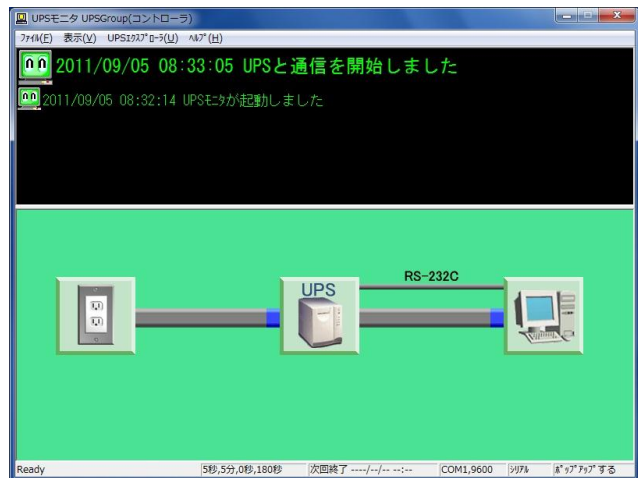 UPSモニタ UPSGroup(コントローラ)
ファイル(F) 表示(V) UPSエクスプローラ(U) ヘルプ(H)
2011/09/05 08:33:05 UPSと通信を開始しました
2011/09/05 08:32:14 UPSモニタが起動しました
RS-232C
UPS
Ready 5秒,5分,0秒,180秒 次回終了 ----/--/-- --:-- COM1,9600 シリアル ポップアップする